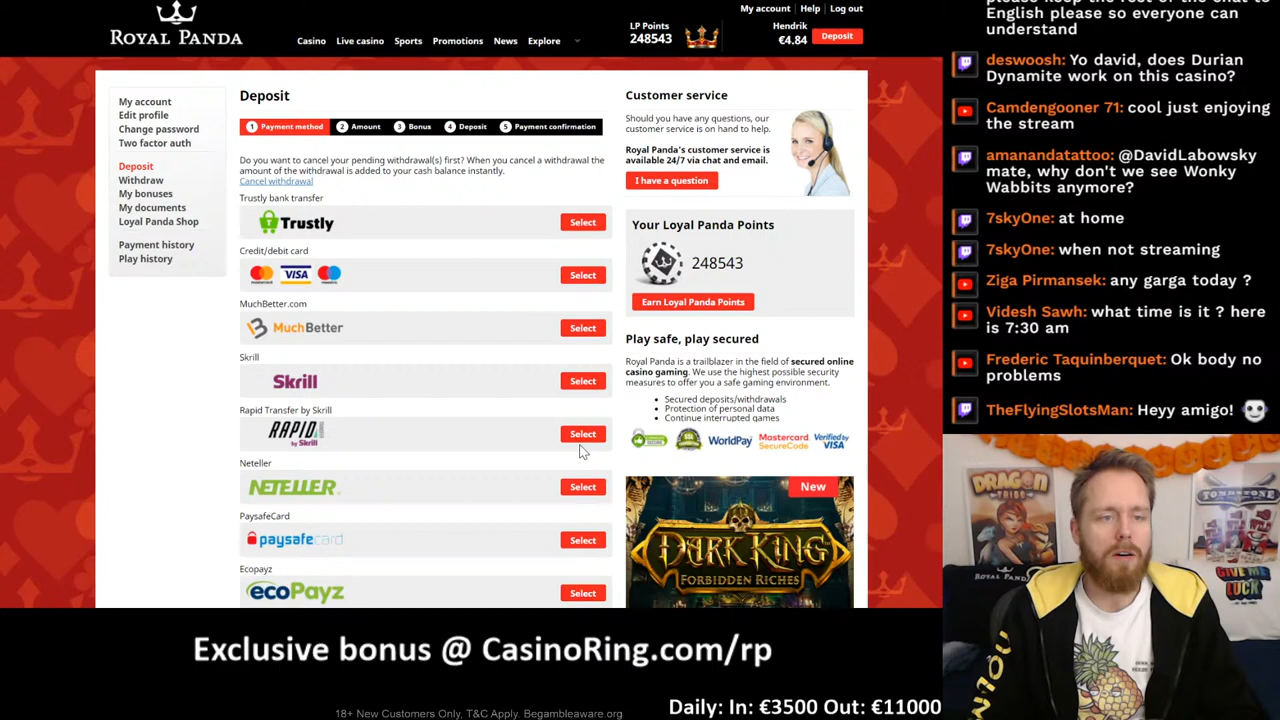 ROYAL PANDA
Casino
Live casino
Sports
Promotions
News
Explore
LP Points
248543
My account
Help
Log out
Hendrik
€4.84
Deposit
My account
Edit profile
Change password
Two factor auth
Deposit
Withdraw
My bonuses
My documents
Loyal Panda Shop
Payment history
Play history
Deposit
1 Payment method
2 Amount
3 Bonus
4 Deposit
5 Payment confirmation
Do you want to cancel your pending withdrawal(s) first? When you cancel a withdrawal the
amount of the withdrawal is added to your cash balance instantly.
Cancel withdrawal
Trustly bank transfer
Trustly
Select
Credit/debit card
VISA
Select
MuchBetter.com
MuchBetter
Select
Skrill
Skrill
Select
Rapid Transfer by Skrill
RAPID
by Skrill
Select
Neteller
NETELLER
Select
PaysafeCard
paysafecard
Select
Ecopayz
ecoPayz
Select
Customer service
Should you have any questions, our
customer service is on hand to help.
Royal Panda's customer service is
available 24/7 via chat and email.
I have a question
Your Loyal Panda Points
248543
Earn Loyal Panda Points
Play safe, play secured
Royal Panda is a trailblazer in the field of secured online
casino gaming. We use the highest possible security
measures to offer you a safe gaming environment.
Secured deposits/withdrawals
Protection of personal data
Continue interrupted games
WorldPay
Mastercard
SecureCode
Verified by
VISA
New
DARK KING
FORBIDDEN RICHES
please keep the rest of the chat to
English please so everyone can
understand
deswoosh: Yo david, does Durian
Dynamite work on this casino?
Camdengooner 71: cool just enjoying
the stream
amanandatattoo: @DavidLabowsky
mate, why don't we see Wonky
Wabbits anymore?
7skyOne: at home
7skyOne: when not streaming
Ziga Pirmansek: any garga today ?
Videsh Sawh: what time is it ? here
is 7:30 am
Frederic Taquinberquet: Ok body no
problems
TheFlyingSlotsMan: Heyy amigo!
DRAGON
TRIBE
TOMBSTONE
ROYAL PANDA
GIVE ME
LUCK
Exclusive bonus @ CasinoRing.com/rp
18+ New Customers Only, T&C Apply. Begambleaware.org
Daily: In: €3500 Out: €11000